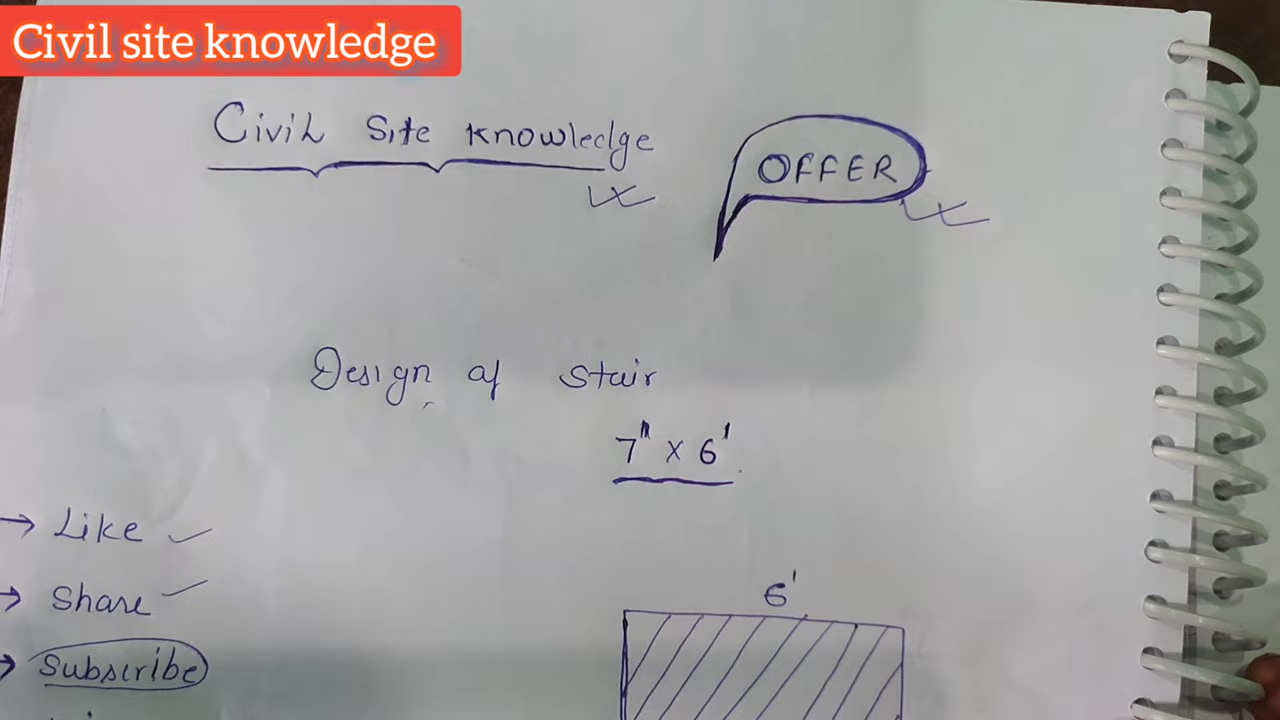 Civil site knowledge
Civil Site Knowledge
OFFER
Design of stair
7" x 6'
→ Like ✓
→ Share ✓
→ Subscribe
6'